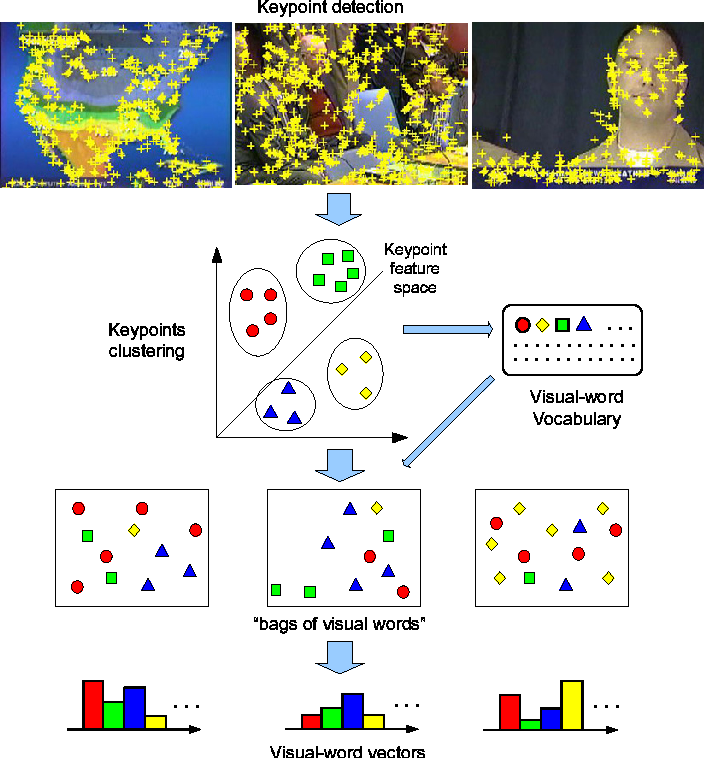 Keypoint detection
Keypoint
feature
space
Keypoints
clustering
. . .
Visual-word
Vocabulary
“bags of visual words”
. . .
. . .
. . .
Visual-word vectors